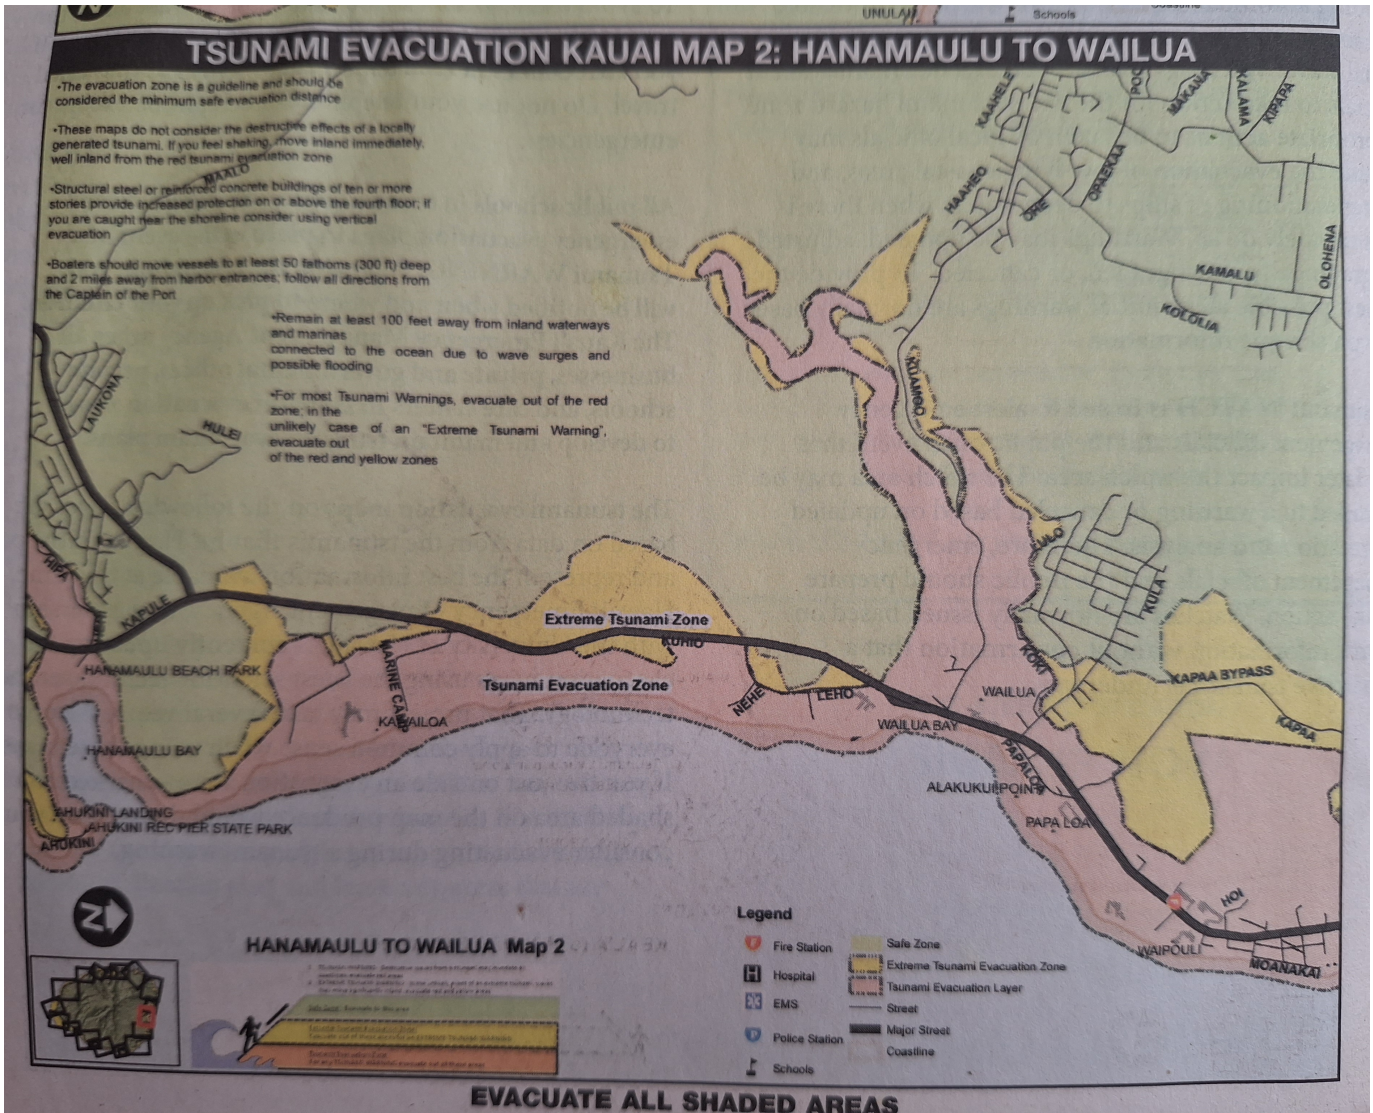 UNULAU
Schools
TSUNAMI EVACUATION KAUAI MAP 2: HANAMAULU TO WAILUA
•The evacuation zone is a guideline and should be
considered the minimum safe evacuation distance
•These maps do not consider the destructive effects of a locally
generated tsunami. If you feel shaking, move inland immediately,
well inland from the red tsunami evacuation zone
MAALO
•Structural steel or reinforced concrete buildings of ten or more
stories provide increased protection on or above the fourth floor; if
you are caught near the shoreline consider using vertical
evacuation
•Boaters should move vessels to at least 50 fathoms (300 ft) deep
and 2 miles away from harbor entrances; follow all directions from
the Captain of the Port
•Remain at least 100 feet away from inland waterways
and marinas
connected to the ocean due to wave surges and
possible flooding
•For most Tsunami Warnings, evacuate out of the red
zone; in the
unlikely case of an "Extreme Tsunami Warning",
evacuate out
of the red and yellow zones
KAAHELE
POO
MAKANA
KALAMA
KIPAPA
HAAHEO
ORE
OPAEKAA
KAMALU
KOLOLIA
OLOHENA
LAUKONA
HULEI
KUAMOO
LULO
KULA
HIPA
KAPULE
Extreme Tsunami Zone
KUHIO
HANAMAULU BEACH PARK
MARINE CAMP
Tsunami Evacuation Zone
NEHE
LEHO
KOKI
WAILUA
KAPAA BYPASS
KAWAILOA
WAILUA BAY
KAPAA
HANAMAULU BAY
PAPALOA
ALAKUKUI POINT
AHUKINI LANDING
AHUKINI REC PIER STATE PARK
PAPA LOA
AHUKINI
HOI
WAIPOULI
MOANAKAI
N
HANAMAULU TO WAILUA Map 2
Legend
Fire Station
Hospital
EMS
Police Station
Schools
Safe Zone
Extreme Tsunami Evacuation Zone
Tsunami Evacuation Layer
Street
Major Street
Coastline
EVACUATE ALL SHADED AREAS